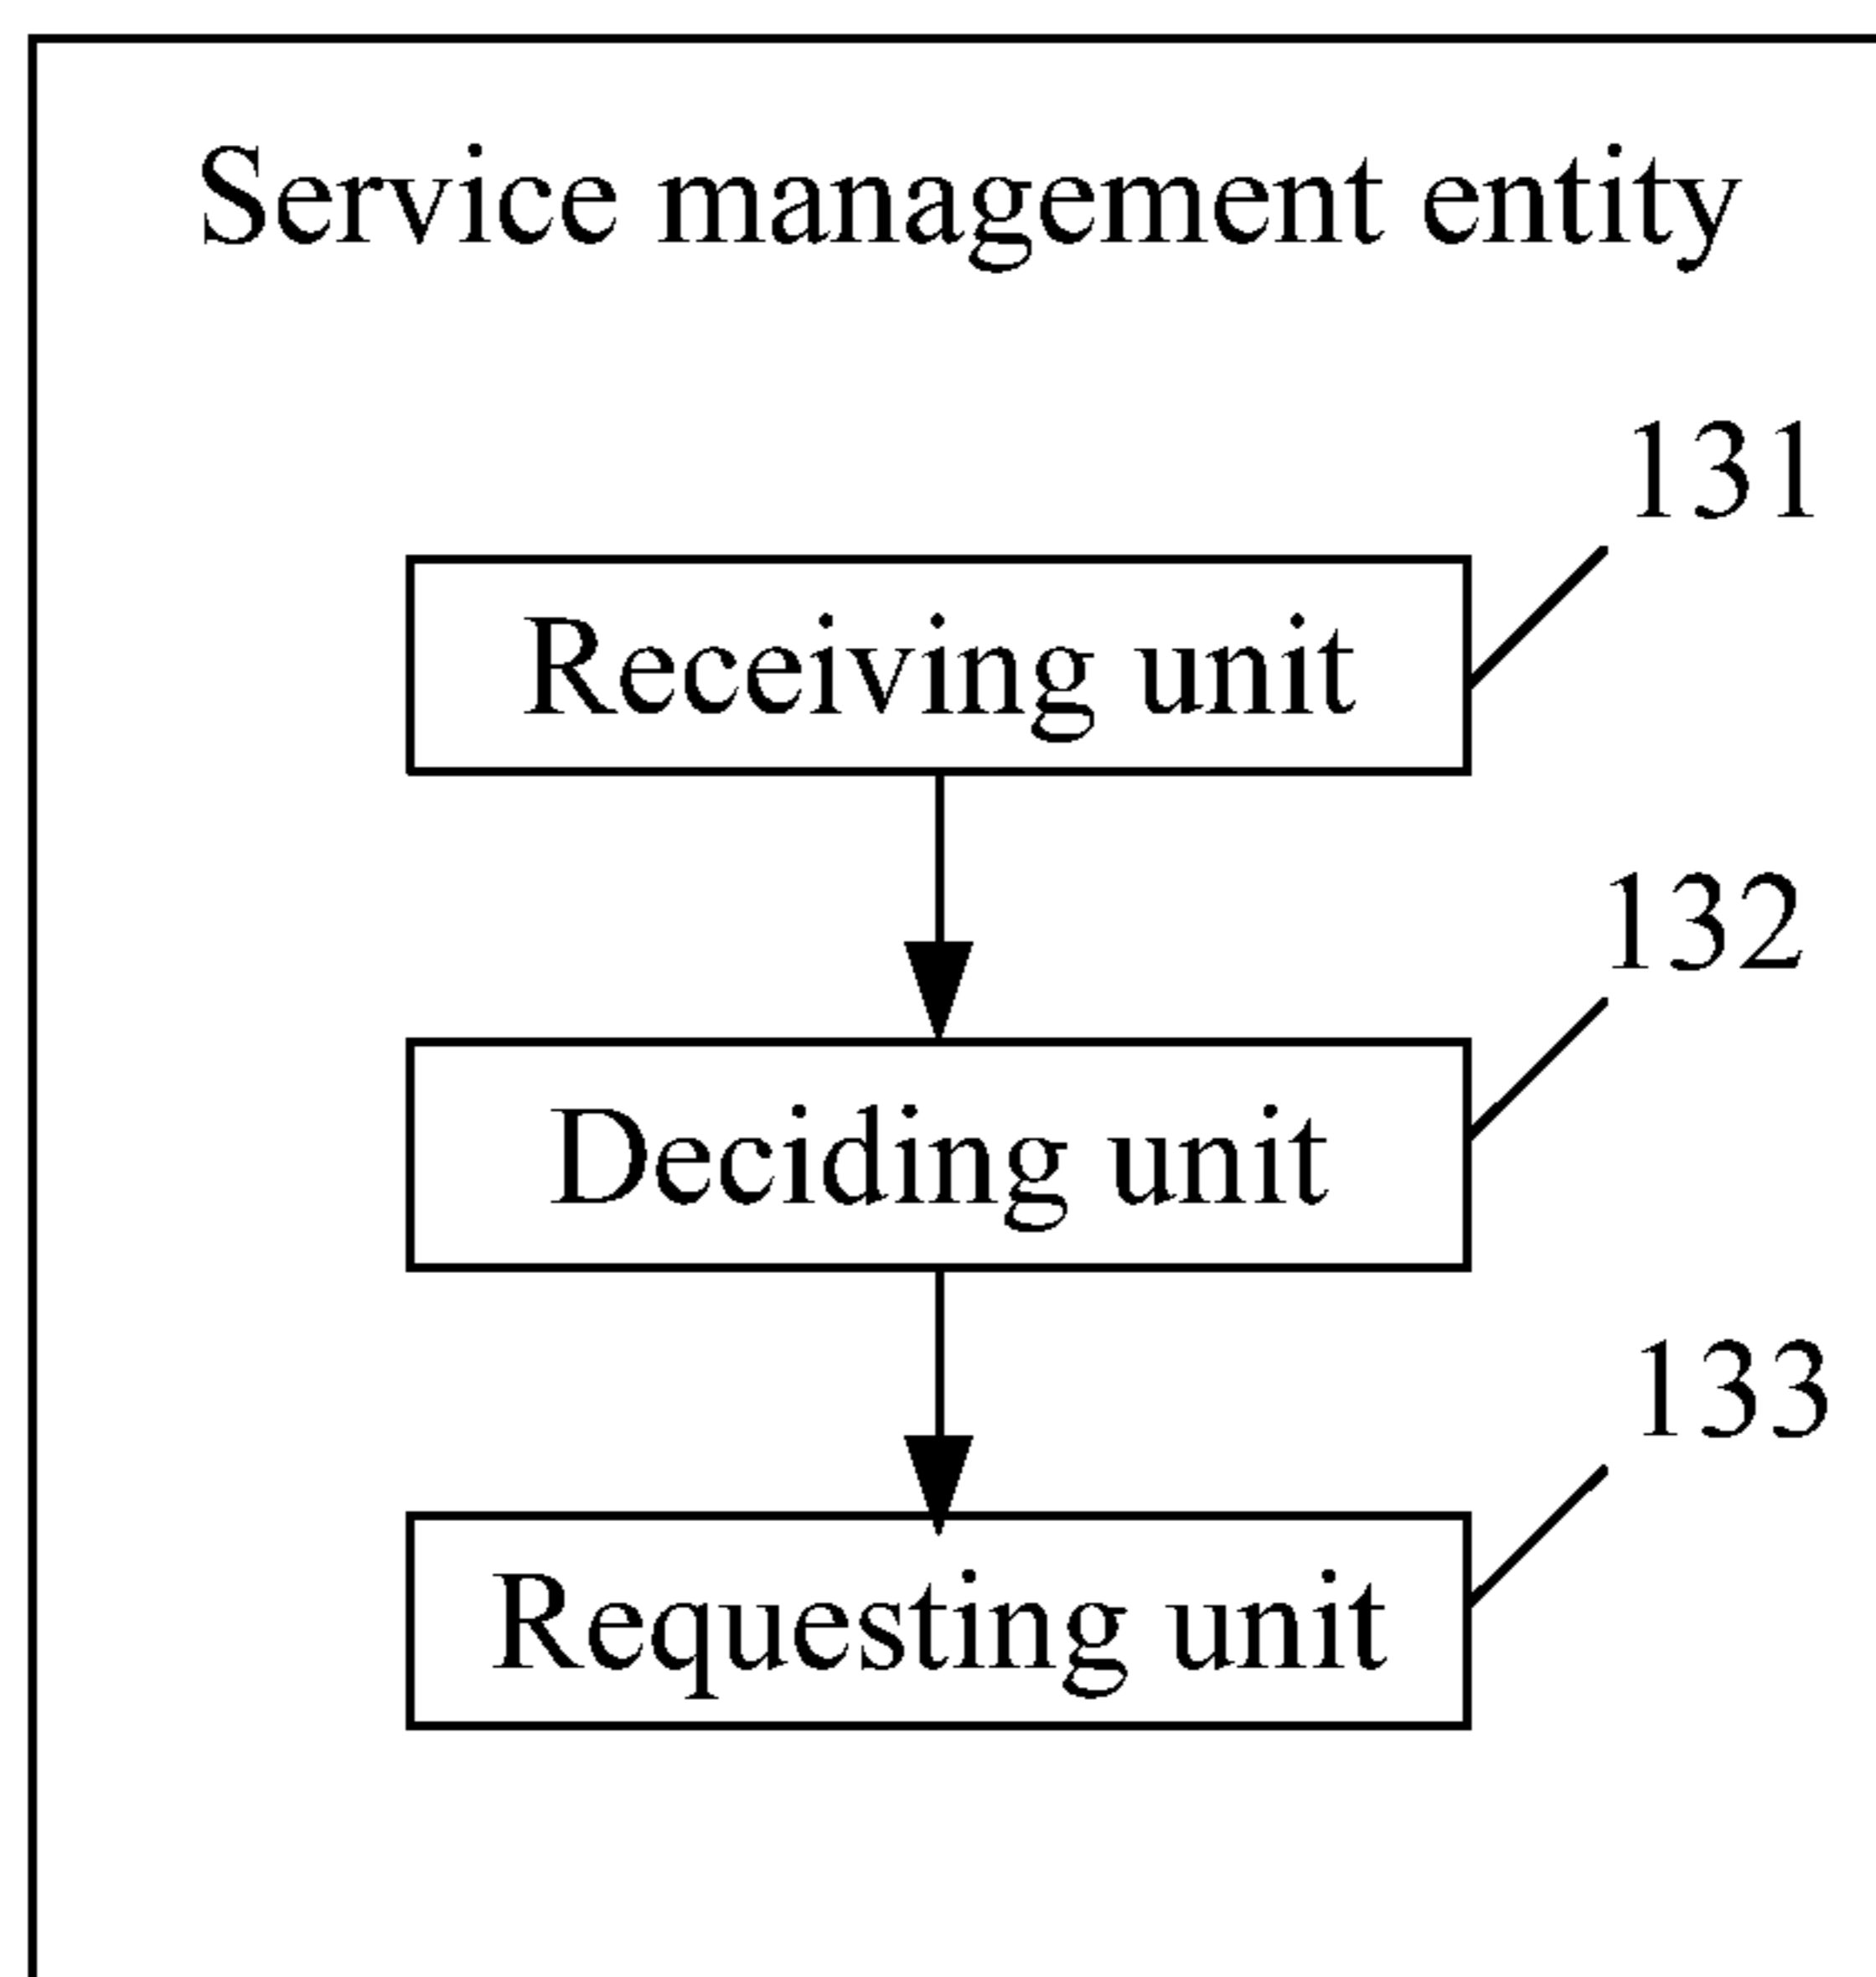 Service management entity
131
Receiving unit
132
Deciding unit
133
Requesting unit